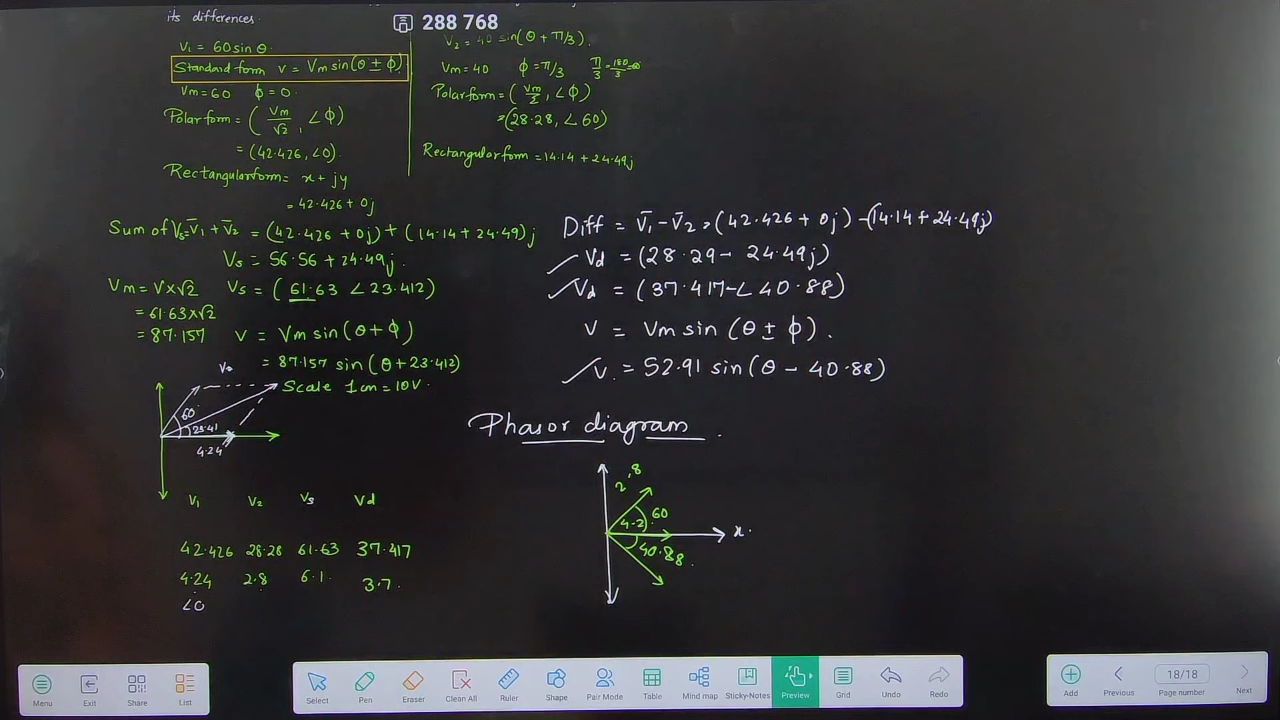 its differences.
288 768
V₁ = 60 sin θ.
Standard form v = Vm sin(θ ± ϕ)
Vm = 60 ϕ = 0.
Polar form = (Vm/√2, ∠ϕ)
= (42.426, ∠0).
Rectangular form = x + jy
= 42.426 + 0j
V₂ = 40 sin(θ + π/3).
Vm = 40 ϕ = π/3 π/3 = 180/3 = 60
Polar form = (Vm/√2, ∠ϕ)
= (28.28, ∠60)
Rectangular form = 14.14 + 24.49j
Sum of Vs = V̄₁ + V̄₂ = (42.426 + 0j) + (14.14 + 24.49)j
Vs = 56.56 + 24.49j.
Vm = V×√2 Vs = (61.63 ∠23.412)
= 61.63×√2
= 87.157 v = Vm sin(θ + ϕ)
= 87.157 sin(θ + 23.412)
Scale 1cm = 10V.
60
23.41
4.24
V₁ V₂ Vs Vd
42.426 28.28 61.63 37.417
4.24 2.8 6.1 3.7.
∠0
Diff = V̄₁ - V̄₂ = (42.426 + 0j) - (14.14 + 24.49j)
Vd = (28.29 - 24.49j)
Vd = (37.417 -∠40.88)
v = Vm sin(θ ± ϕ).
v. = 52.91 sin(θ - 40.88)
Phasor diagram.
2.8
60
4.2
x.
40.88.
Menu Exit Share List
Select Pen Eraser Clean All Ruler Shape Pair Mode Table Mind map Sticky-Notes Preview Grid Undo Redo
Add Previous 18/18 Page number Next